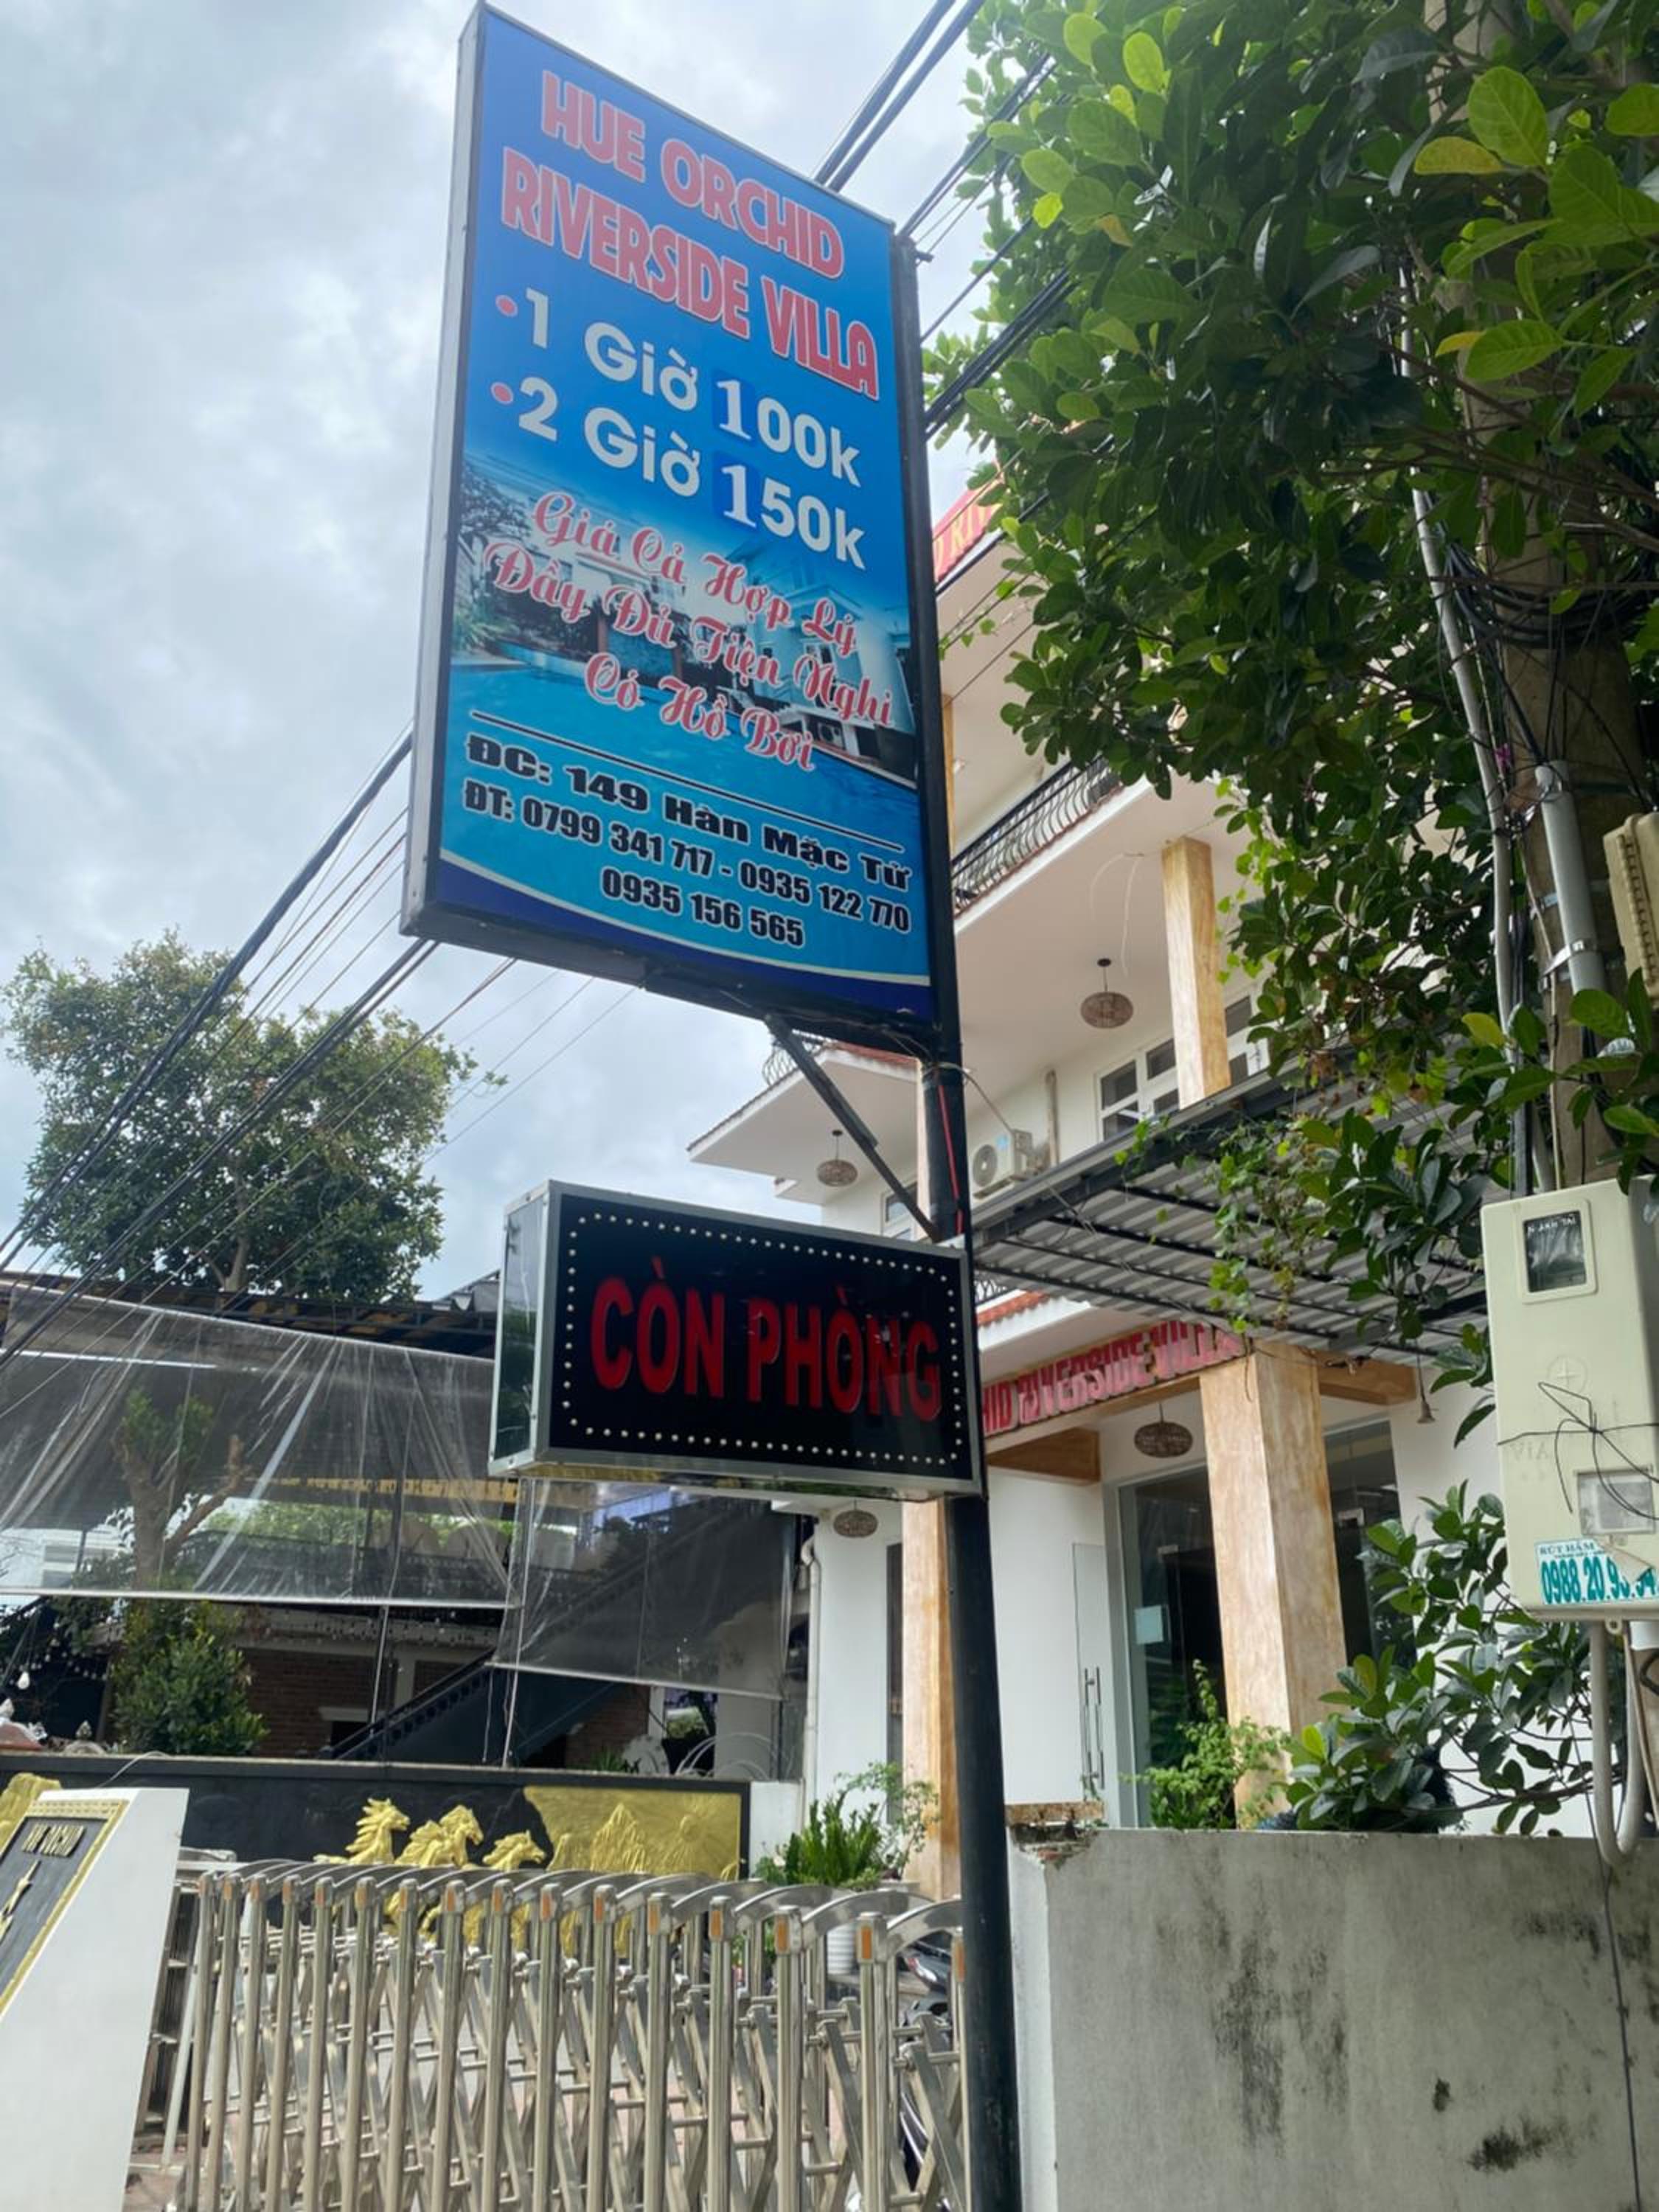 HUE ORCHID
RIVERSIDE VILLA
• 1 Giờ 100k
• 2 Giờ 150k
Giá Cả Hợp Lý
Đầy Đủ Tiện Nghi
Có Hồ Bơi
ĐC: 149 Hàn Mặc Tử
ĐT: 0799 341 717 - 0935 122 770
0935 156 565
CÒN PHÒNG
RIVERSIDE VILLA
RÚT HẦM